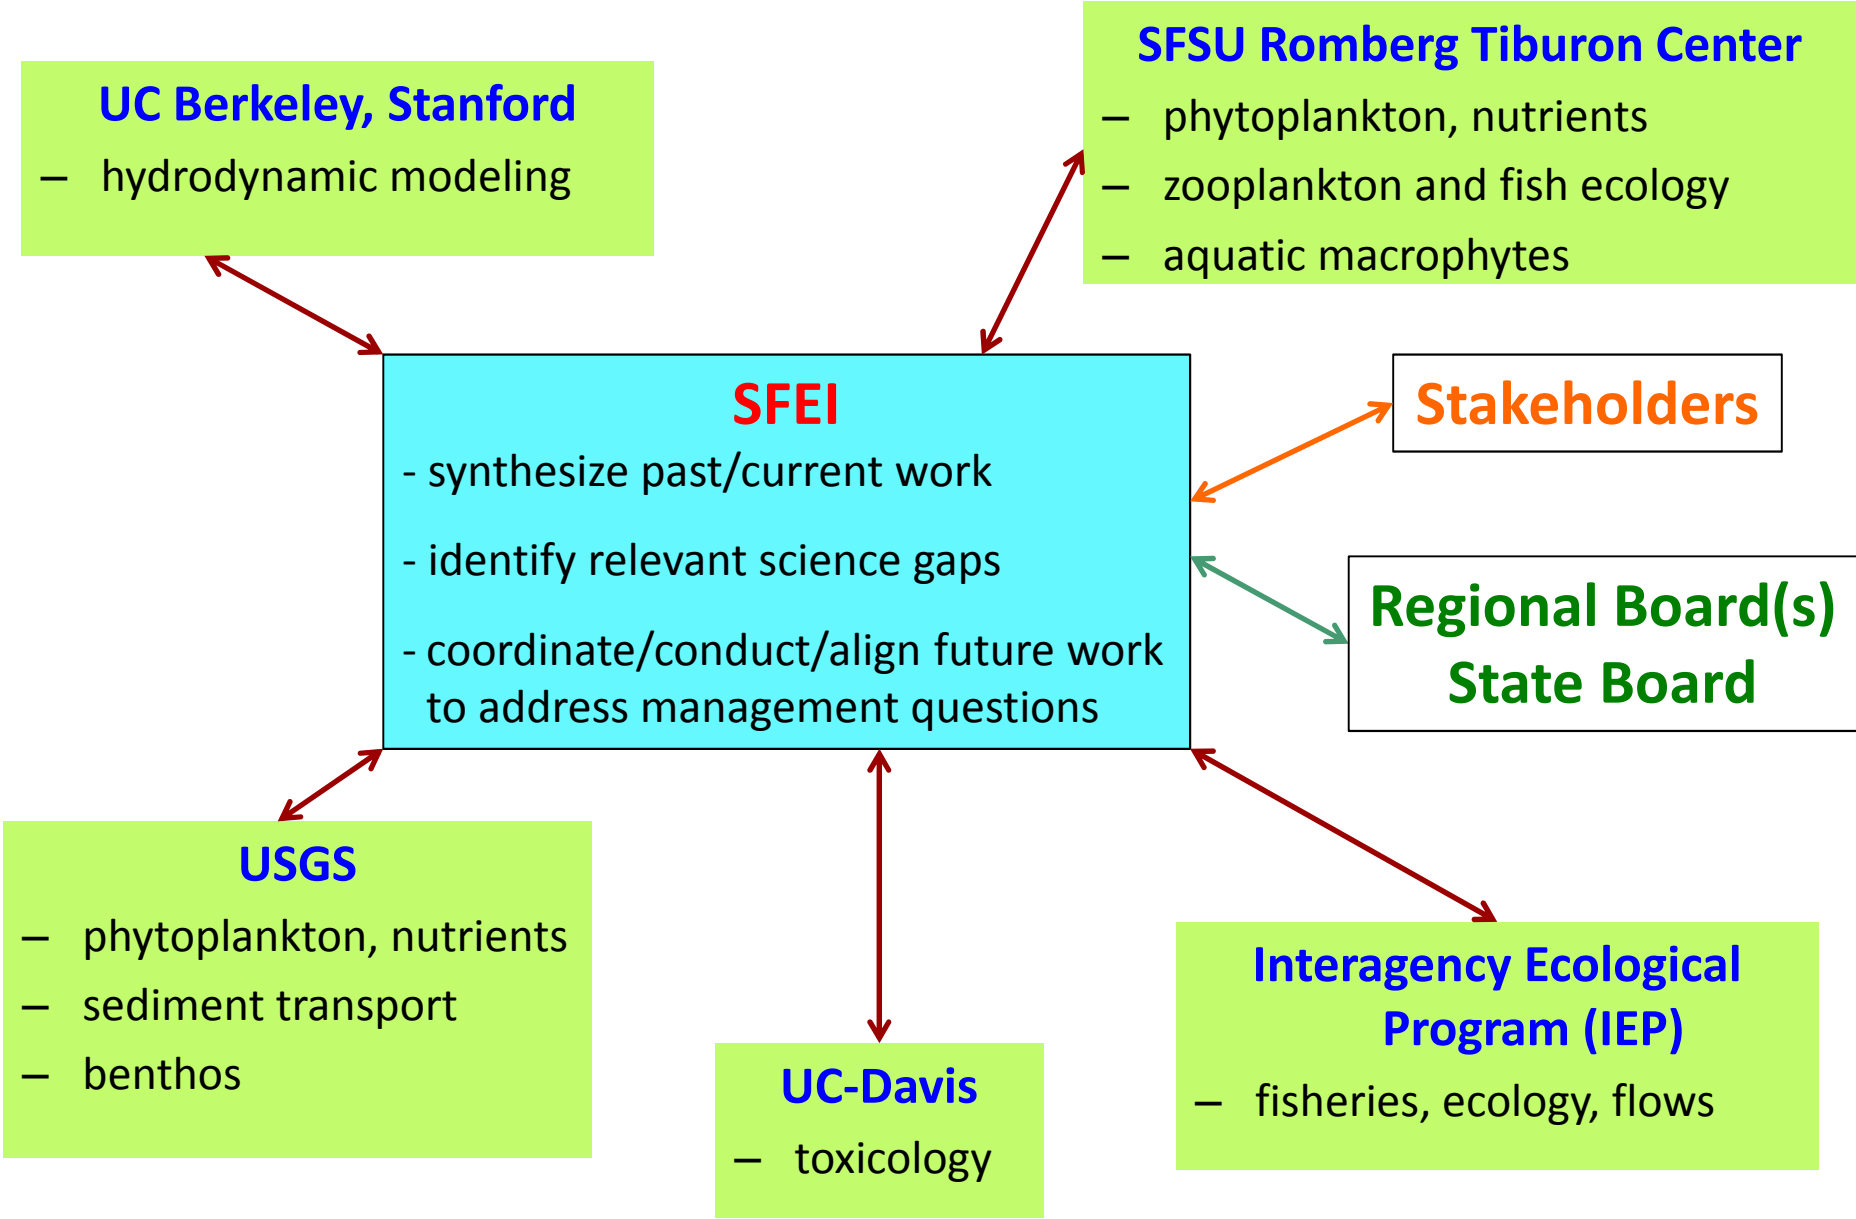 UC Berkeley, Stanford
– hydrodynamic modeling
SFSU Romberg Tiburon Center
– phytoplankton, nutrients
– zooplankton and fish ecology
– aquatic macrophytes
SFEI
- synthesize past/current work
- identify relevant science gaps
- coordinate/conduct/align future work
to address management questions
Stakeholders
Regional Board(s)
State Board
USGS
– phytoplankton, nutrients
– sediment transport
– benthos
UC-Davis
– toxicology
Interagency Ecological
Program (IEP)
– fisheries, ecology, flows